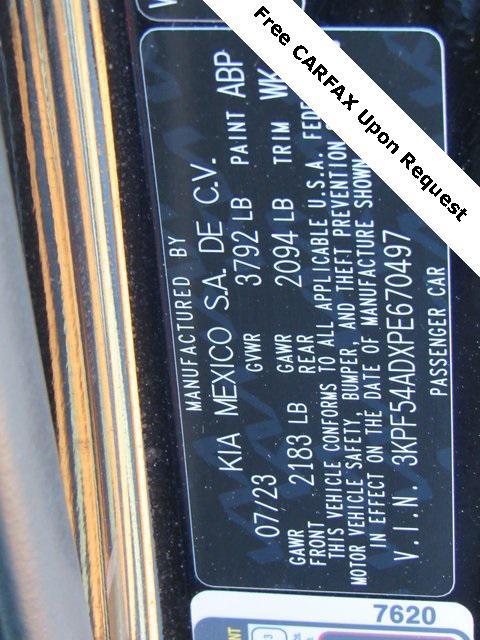 Free CARFAX Upon Request
MANUFACTURED BY
KIA MEXICO S.A. DE C.V.
07/23 GVWR 3792 LB PAINT ABP
GAWR FRONT 2183 LB GAWR REAR 2094 LB TRIM WK
THIS VEHICLE CONFORMS TO ALL APPLICABLE U.S.A.
MOTOR VEHICLE SAFETY, BUMPER, AND THEFT PREVENTION
IN EFFECT ON THE DATE OF MANUFACTURE SHOWN
V.I.N. 3KPF54ADXPE670497
PASSENGER CAR
7620